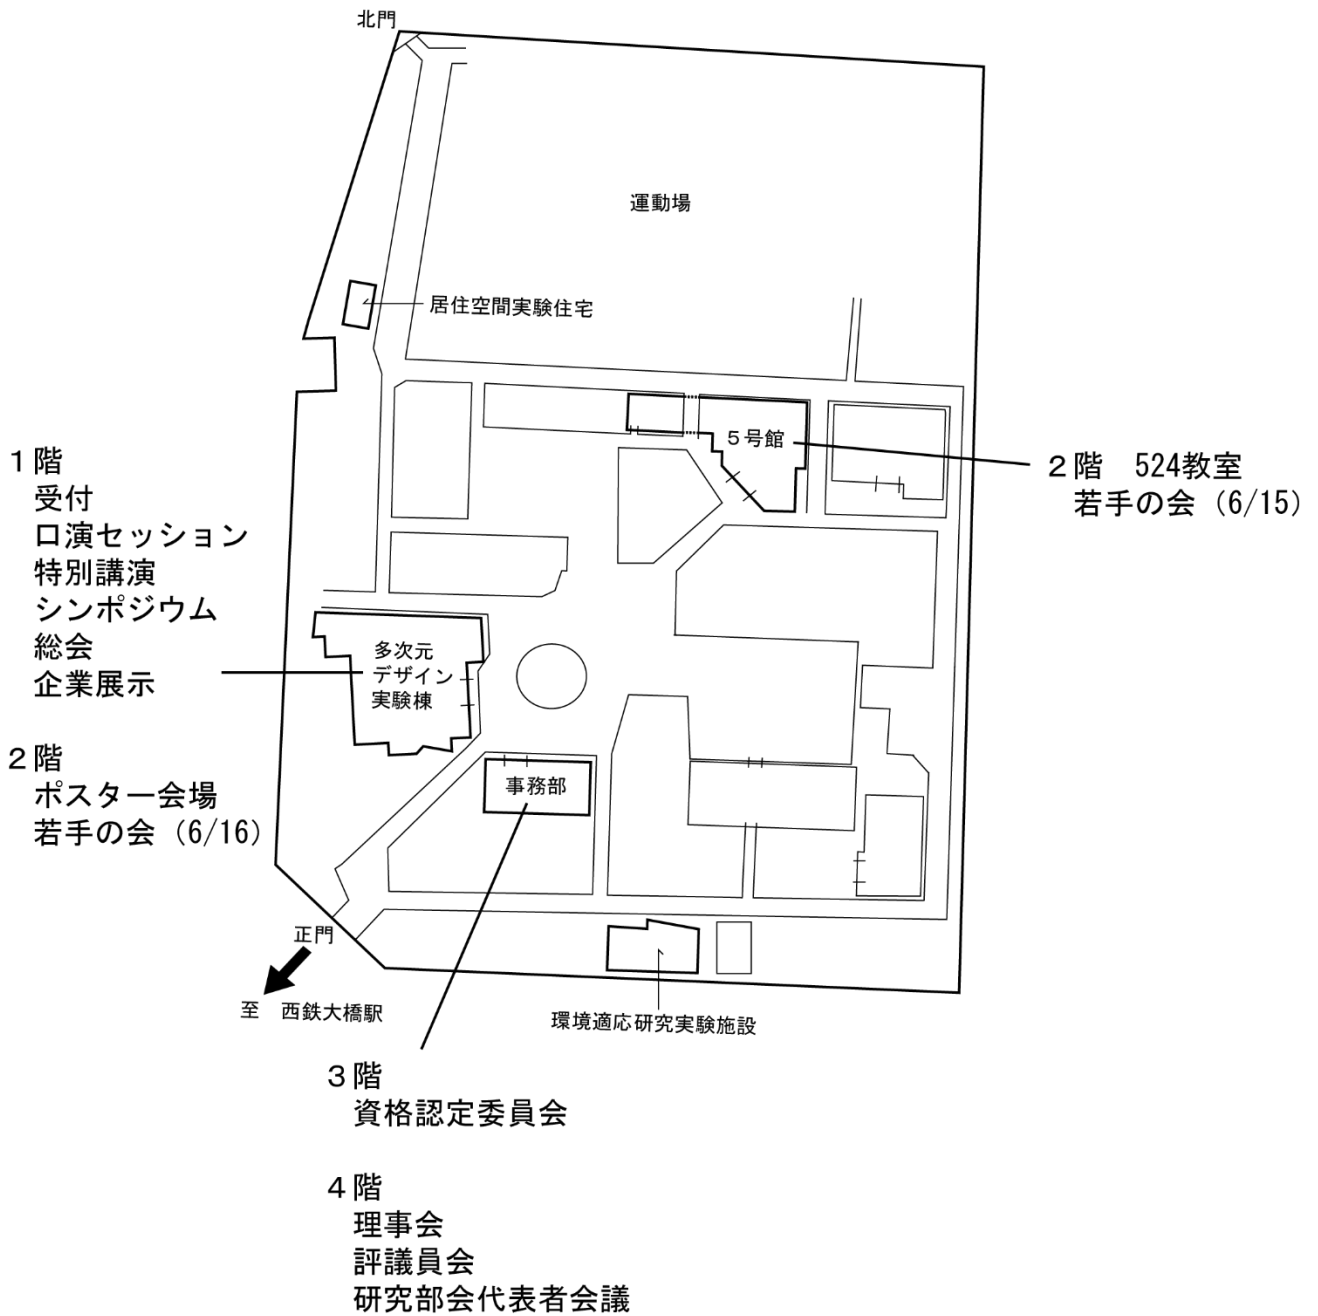 北門
運動場
居住空間実験住宅
５号館
２階　524教室
若手の会（6/15）
１階
受付
口演セッション
特別講演
シンポジウム
総会
企業展示
２階
ポスター会場
若手の会（6/16）
多次元
デザイン
実験棟
事務部
正門
至　西鉄大橋駅
環境適応研究実験施設
３階
資格認定委員会
４階
理事会
評議員会
研究部会代表者会議